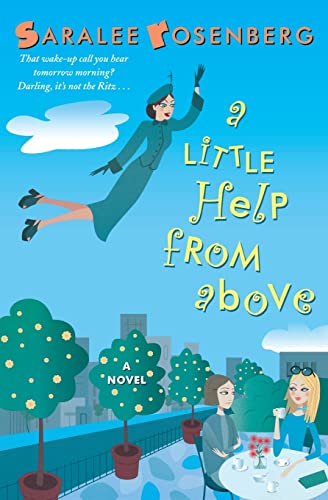 SARALEE ROSENBERG
That wake-up call you hear
tomorrow morning?
Darling, it's not the Ritz . . .
a
LITTLE
Help
FROM
above
A
NOVEL